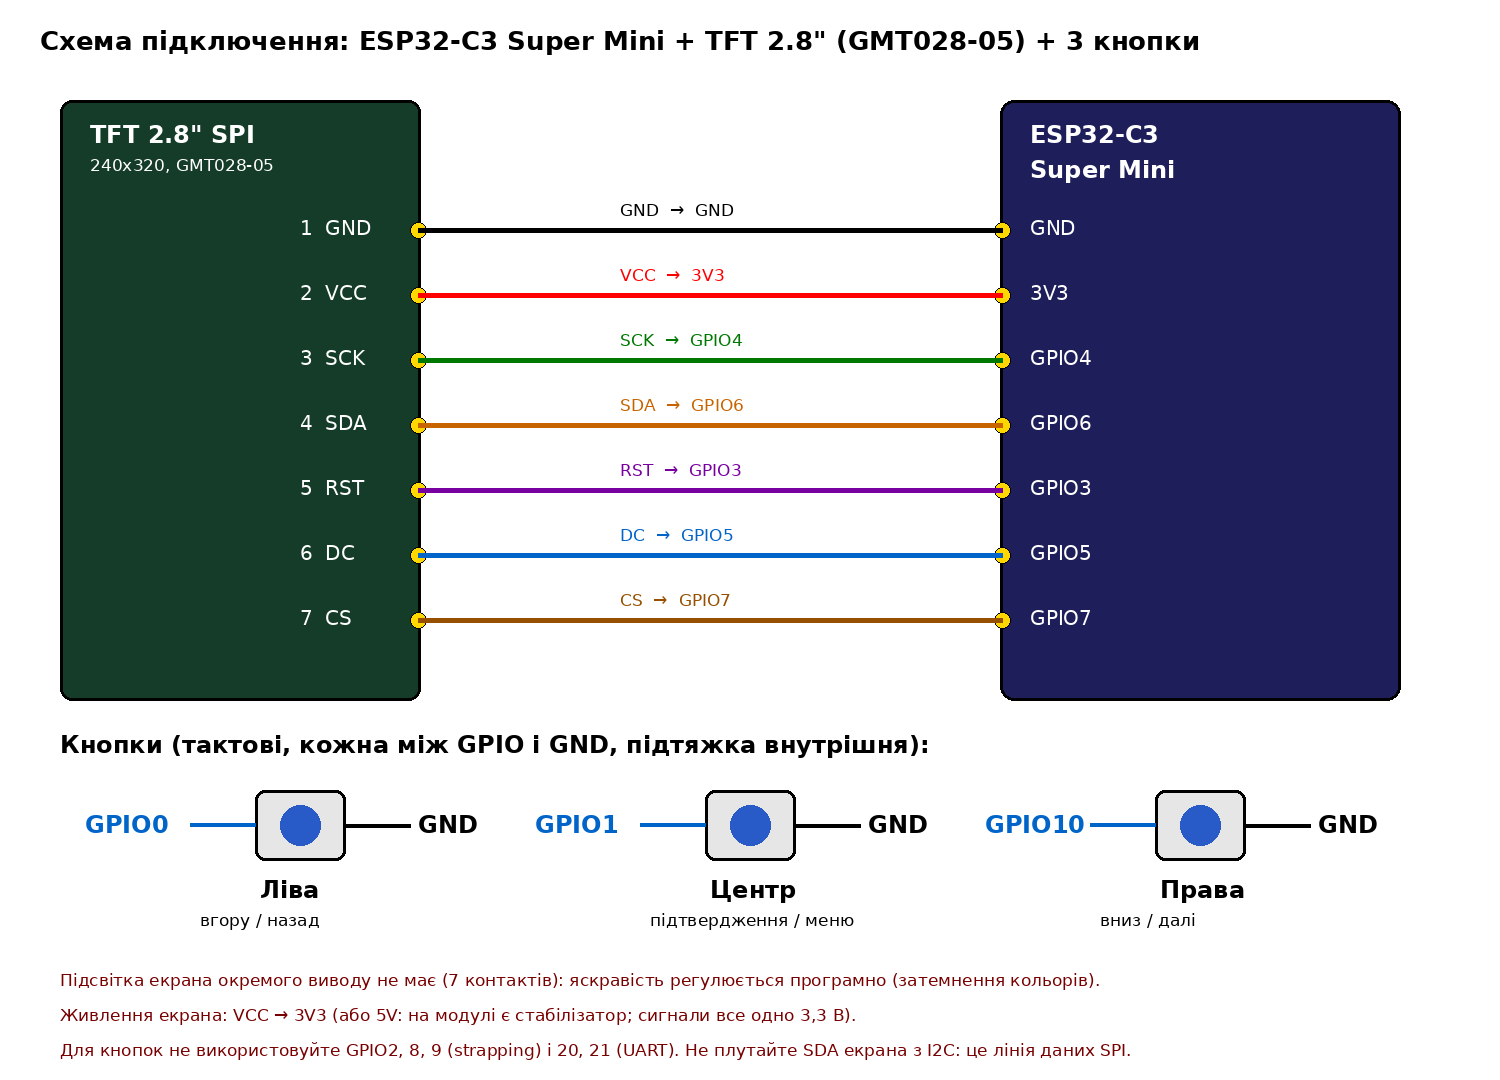 Схема підключення: ESP32-C3 Super Mini + TFT 2.8" (GMT028-05) + 3 кнопки
TFT 2.8" SPI
240x320, GMT028-05
ESP32-C3
Super Mini
1 GND
GND → GND
GND
2 VCC
VCC → 3V3
3V3
3 SCK
SCK → GPIO4
GPIO4
4 SDA
SDA → GPIO6
GPIO6
5 RST
RST → GPIO3
GPIO3
6 DC
DC → GPIO5
GPIO5
7 CS
CS → GPIO7
GPIO7
Кнопки (тактові, кожна між GPIO і GND, підтяжка внутрішня):
GPIO0
GND
Ліва
вгору / назад
GPIO1
GND
Центр
підтвердження / меню
GPIO10
GND
Права
вниз / далі
Підсвітка екрана окремого виводу не має (7 контактів): яскравість регулюється програмно (затемнення кольорів).
Живлення екрана: VCC → 3V3 (або 5V: на модулі є стабілізатор; сигнали все одно 3,3 В).
Для кнопок не використовуйте GPIO2, 8, 9 (strapping) і 20, 21 (UART). Не плутайте SDA екрана з I2C: це лінія даних SPI.